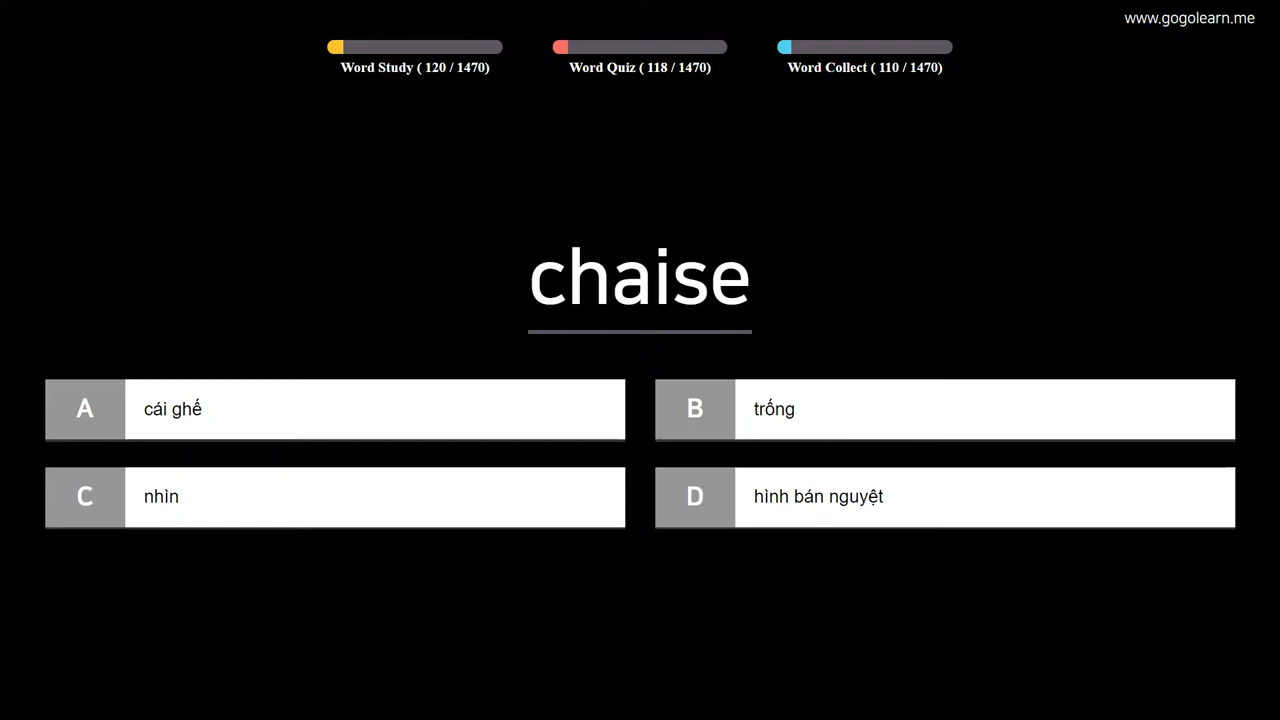 www.gogolearn.me
Word Study ( 120 / 1470)
Word Quiz ( 118 / 1470)
Word Collect ( 110 / 1470)
chaise
A cái ghế
B trống
C nhìn
D hình bán nguyệt